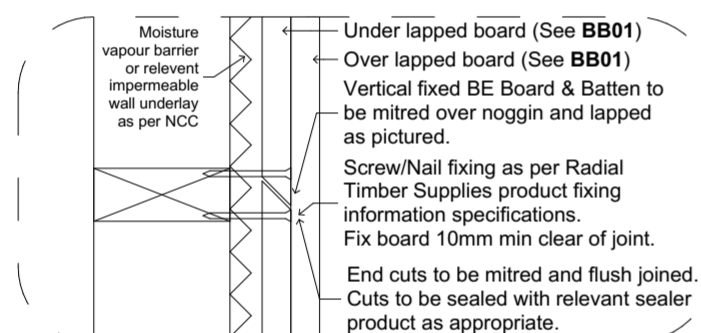 Moisture
vapour barrier
or relevent
impermeable
wall underlay
as per NCC
Under lapped board (See BB01)
Over lapped board (See BB01)
Vertical fixed BE Board & Batten to
be mitred over noggin and lapped
as pictured.
Screw/Nail fixing as per Radial
Timber Supplies product fixing
information specifications.
Fix board 10mm min clear of joint.
End cuts to be mitred and flush joined.
Cuts to be sealed with relevant sealer
product as appropriate.